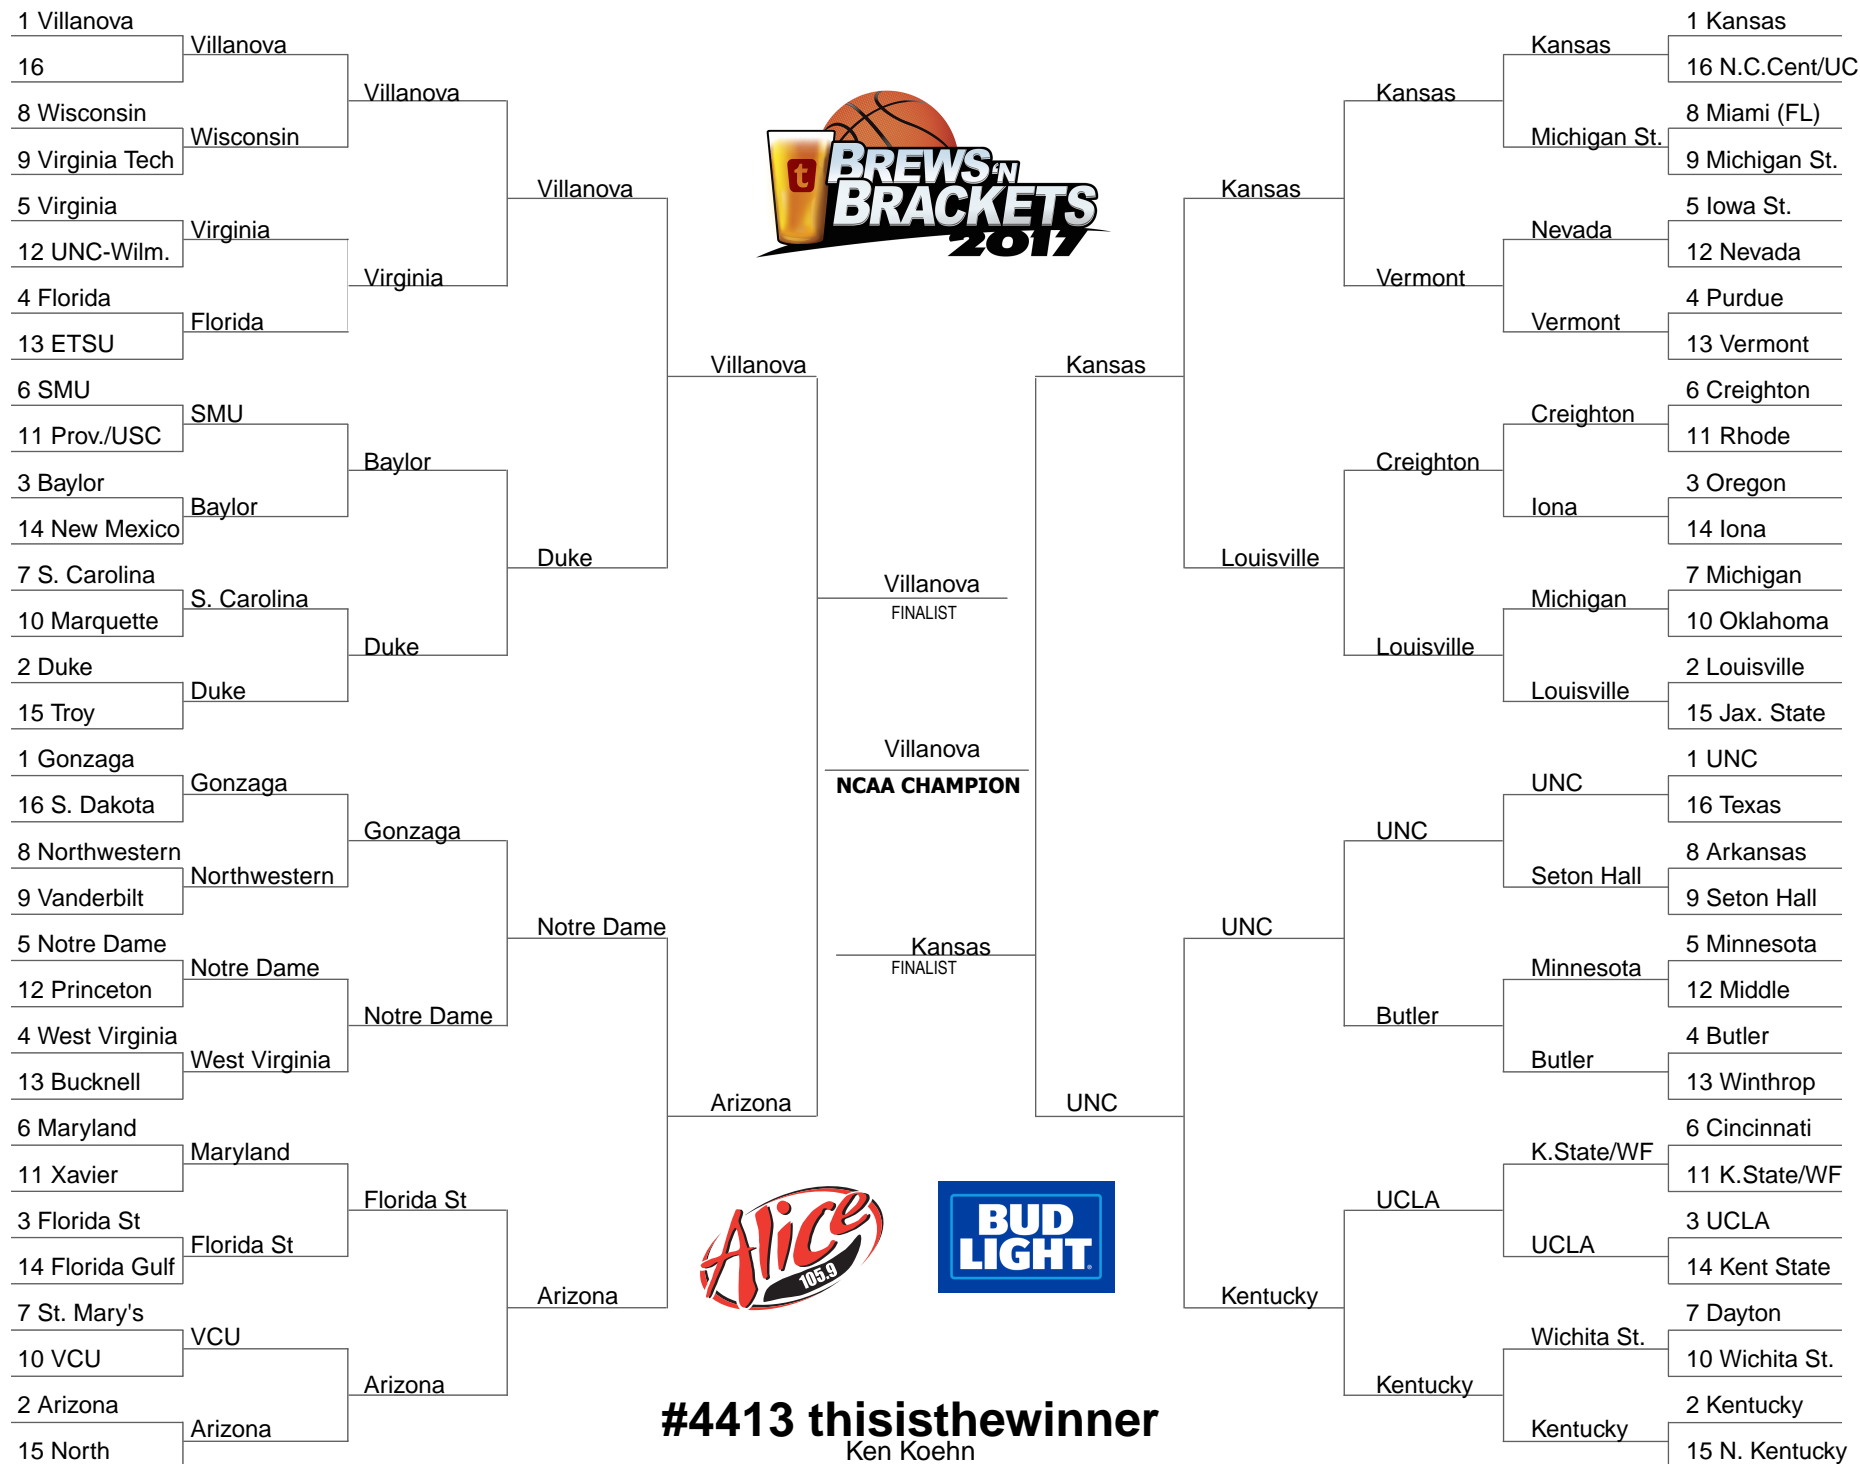 1 Villanova
16
8 Wisconsin
9 Virginia Tech
5 Virginia
12 UNC-Wilm.
4 Florida
13 ETSU
6 SMU
11 Prov./USC
3 Baylor
14 New Mexico
7 S. Carolina
10 Marquette
2 Duke
15 Troy
1 Gonzaga
16 S. Dakota
8 Northwestern
9 Vanderbilt
5 Notre Dame
12 Princeton
4 West Virginia
13 Bucknell
6 Maryland
11 Xavier
3 Florida St
14 Florida Gulf
7 St. Mary's
10 VCU
2 Arizona
15 North
Villanova
Wisconsin
Virginia
Florida
SMU
Baylor
S. Carolina
Duke
Gonzaga
Northwestern
Notre Dame
West Virginia
Maryland
Florida St
VCU
Arizona
Villanova
Virginia
Baylor
Duke
Gonzaga
Notre Dame
Florida St
Arizona
Villanova
Duke
Notre Dame
Arizona
Villanova
Arizona
t
BREWS 'N
BRACKETS
2017
Villanova
FINALIST
Villanova
NCAA CHAMPION
Kansas
FINALIST
Alice
105.9
BUD
LIGHT
#4413 thisisthewinner
Ken Koehn
Kansas
UNC
Kansas
Louisville
UNC
Kentucky
Kansas
Vermont
Creighton
Louisville
UNC
Butler
UCLA
Kentucky
Kansas
Michigan St.
Nevada
Vermont
Creighton
Iona
Michigan
Louisville
UNC
Seton Hall
Minnesota
Butler
K.State/WF
UCLA
Wichita St.
Kentucky
1 Kansas
16 N.C.Cent/UC
8 Miami (FL)
9 Michigan St.
5 Iowa St.
12 Nevada
4 Purdue
13 Vermont
6 Creighton
11 Rhode
3 Oregon
14 Iona
7 Michigan
10 Oklahoma
2 Louisville
15 Jax. State
1 UNC
16 Texas
8 Arkansas
9 Seton Hall
5 Minnesota
12 Middle
4 Butler
13 Winthrop
6 Cincinnati
11 K.State/WF
3 UCLA
14 Kent State
7 Dayton
10 Wichita St.
2 Kentucky
15 N. Kentucky